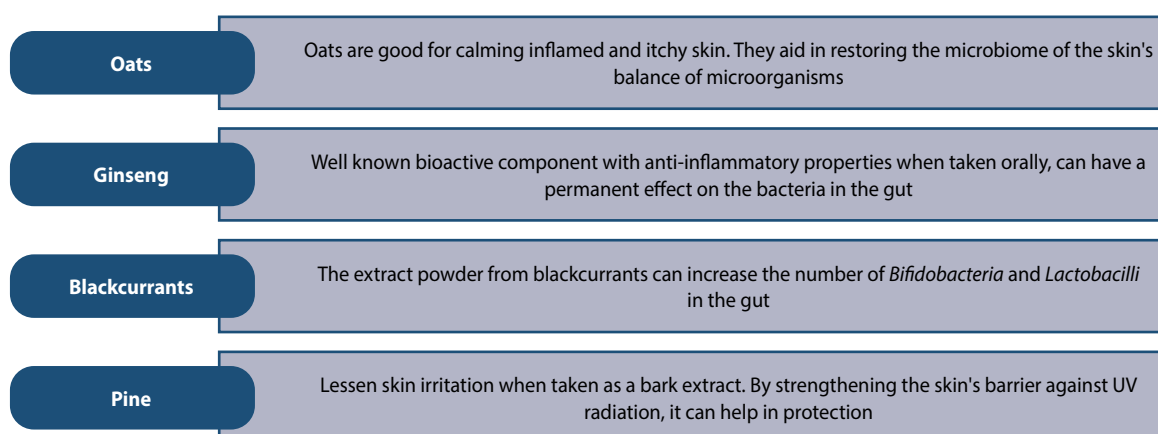 Oats
Oats are good for calming inflamed and itchy skin. They aid in restoring the microbiome of the skin's
balance of microorganisms
Ginseng
Well known bioactive component with anti-inflammatory properties when taken orally, can have a
permanent effect on the bacteria in the gut
Blackcurrants
The extract powder from blackcurrants can increase the number of Bifidobacteria and Lactobacilli
in the gut
Pine
Lessen skin irritation when taken as a bark extract. By strengthening the skin's barrier against UV
radiation, it can help in protection